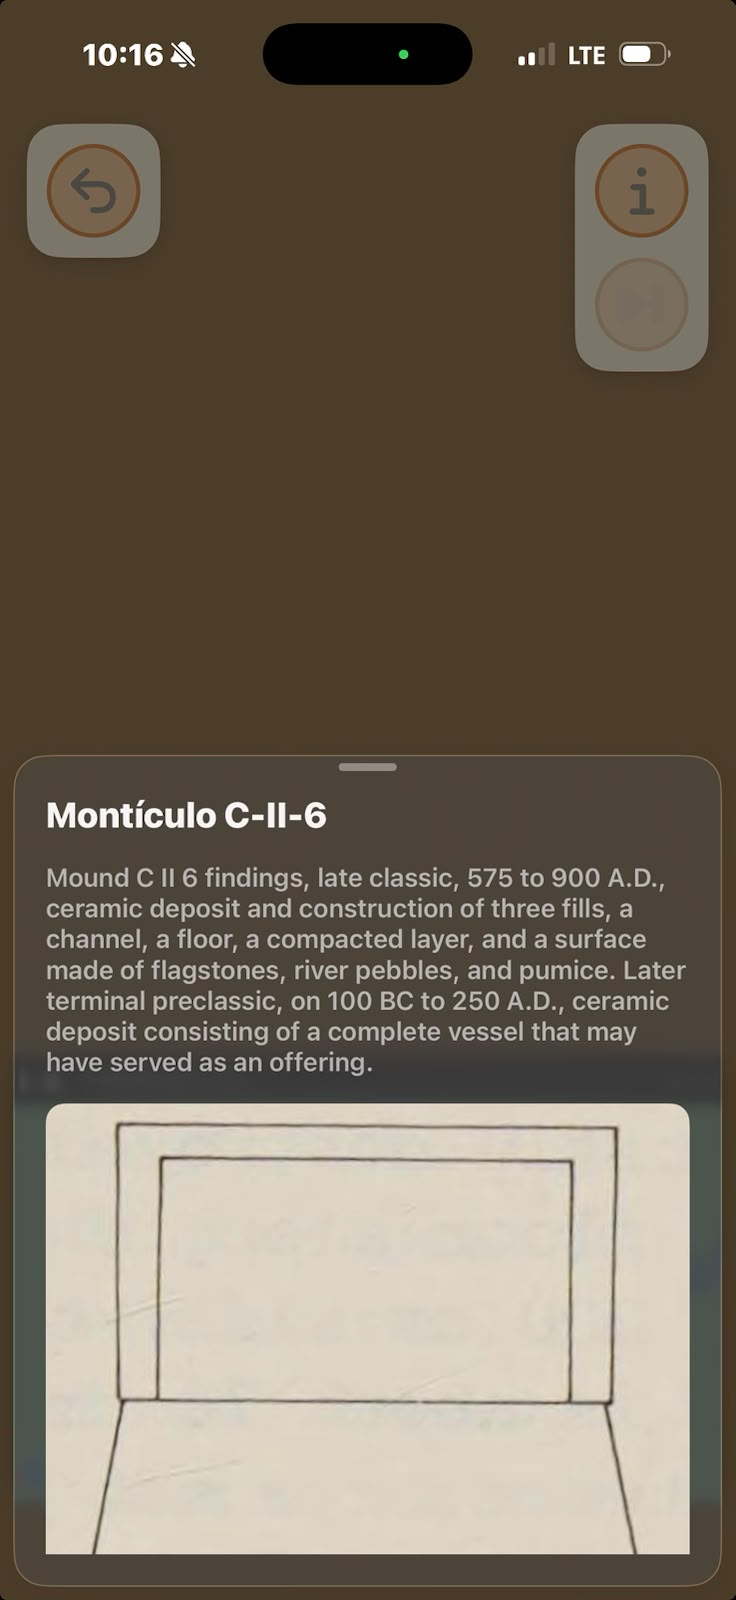 10:16
LTE
Montículo C-II-6
Mound C II 6 findings, late classic, 575 to 900 A.D.,
ceramic deposit and construction of three fills, a
channel, a floor, a compacted layer, and a surface
made of flagstones, river pebbles, and pumice. Later
terminal preclassic, on 100 BC to 250 A.D., ceramic
deposit consisting of a complete vessel that may
have served as an offering.